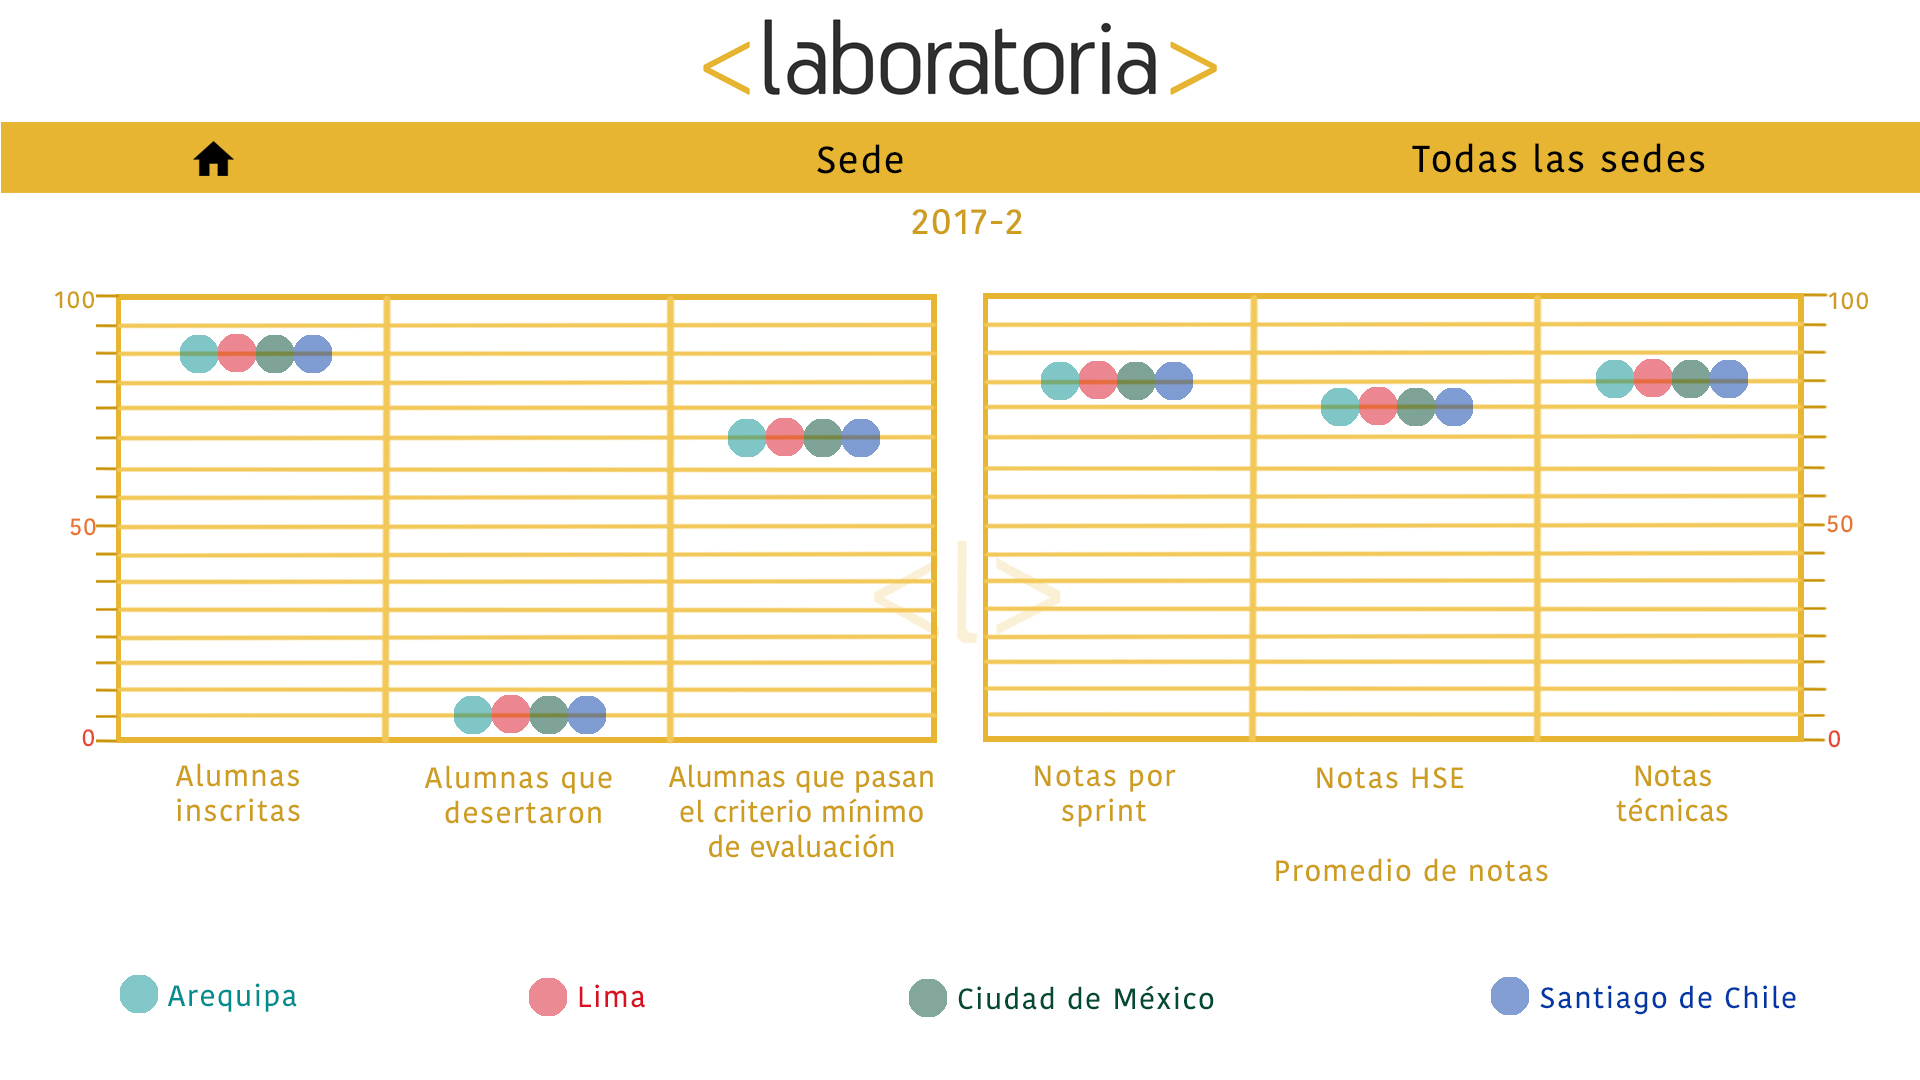 <laboratoria>
Sede
Todas las sedes
2017-2
100
50
0
100
50
0
<l>
Alumnas
inscritas
Alumnas que
desertaron
Alumnas que pasan
el criterio mínimo
de evaluación
Notas por
sprint
Notas HSE
Notas
técnicas
Promedio de notas
Arequipa
Lima
Ciudad de México
Santiago de Chile